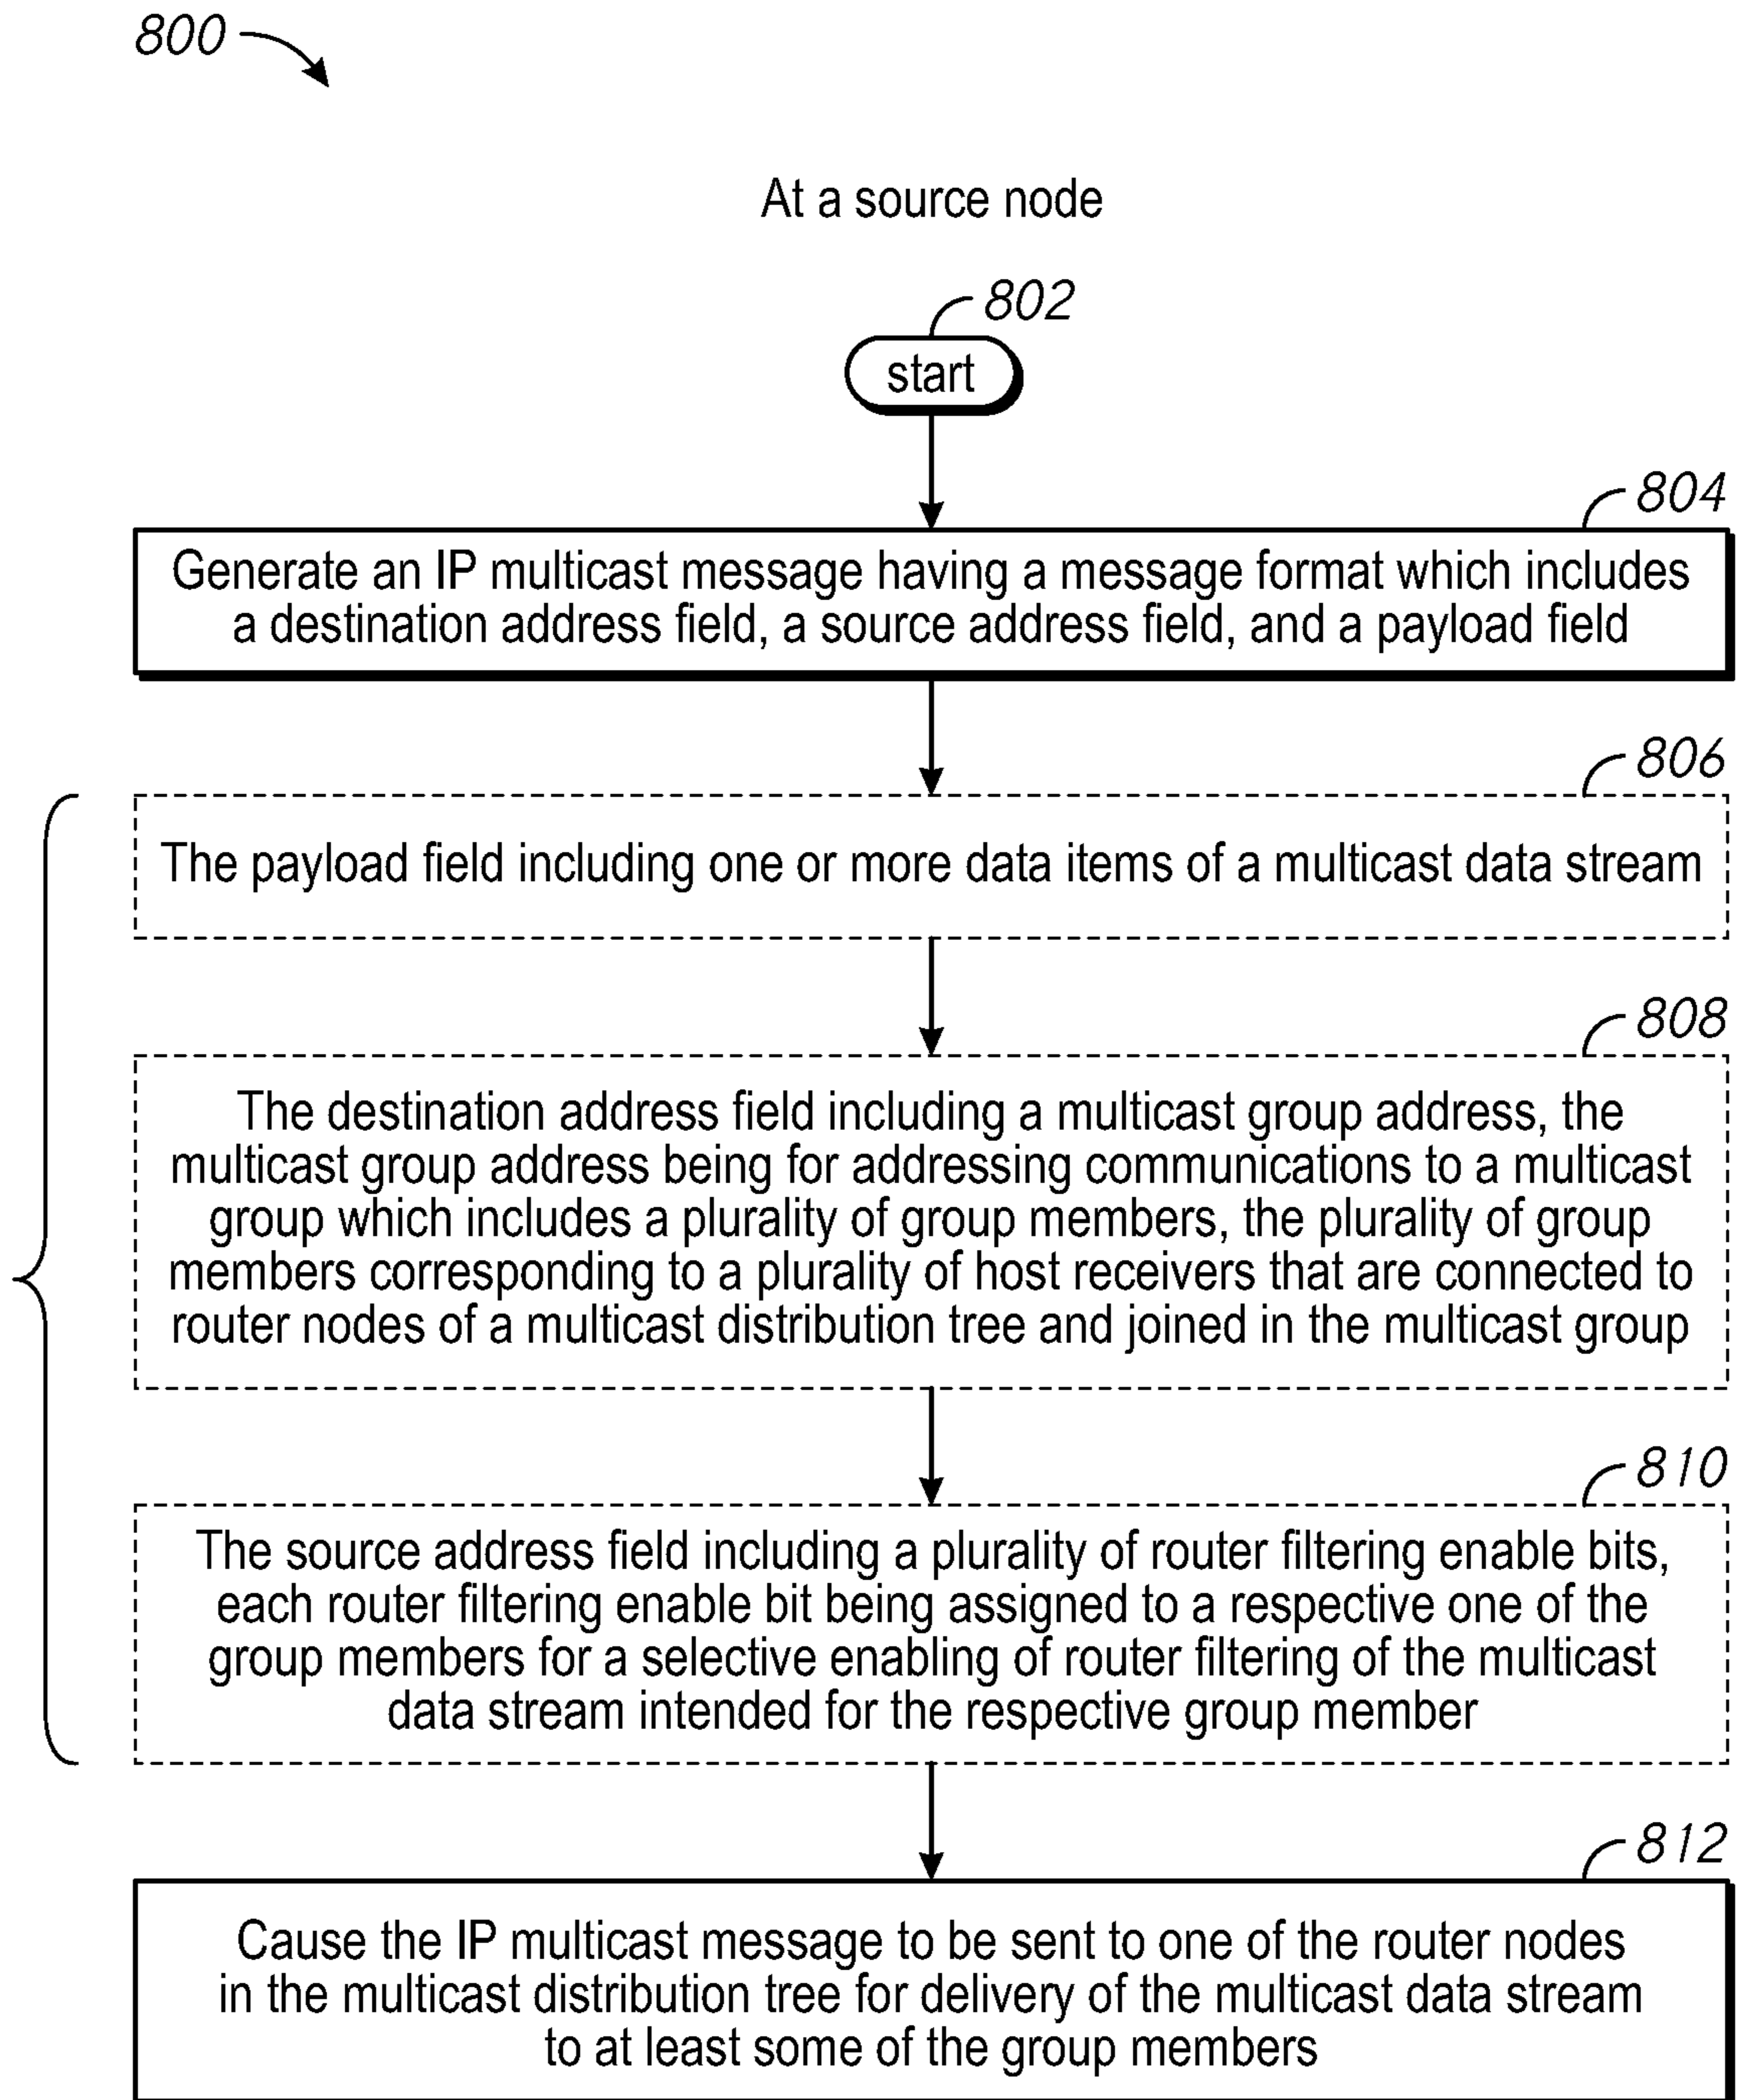 800
At a source node
802
start
804
Generate an IP multicast message having a message format which includes
a destination address field, a source address field, and a payload field
806
The payload field including one or more data items of a multicast data stream
808
The destination address field including a multicast group address, the
multicast group address being for addressing communications to a multicast
group which includes a plurality of group members, the plurality of group
members corresponding to a plurality of host receivers that are connected to
router nodes of a multicast distribution tree and joined in the multicast group
810
The source address field including a plurality of router filtering enable bits,
each router filtering enable bit being assigned to a respective one of the
group members for a selective enabling of router filtering of the multicast
data stream intended for the respective group member
812
Cause the IP multicast message to be sent to one of the router nodes
in the multicast distribution tree for delivery of the multicast data stream
to at least some of the group members